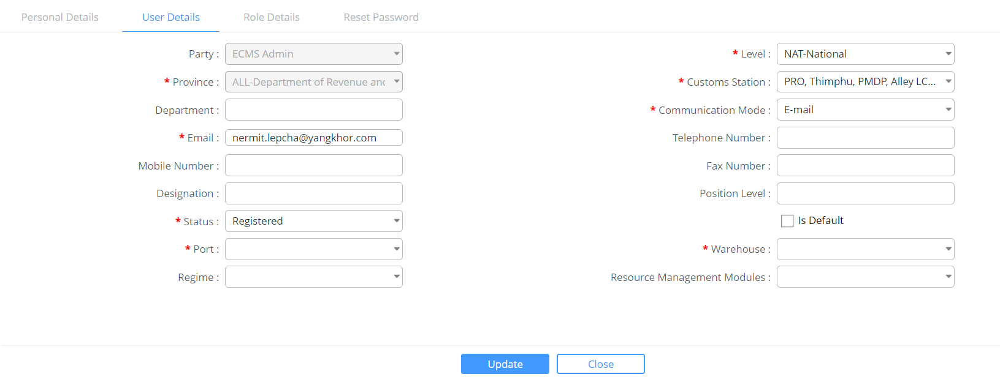 Personal Details User Details Role Details Reset Password
Party : ECMS Admin * Level : NAT-National
* Province : ALL-Department of Revenue and * Customs Station : PRO, Thimphu, PMDP, Alley LC...
Department : * Communication Mode : E-mail
* Email : nermit.lepcha@yangkhor.com Telephone Number :
Mobile Number : Fax Number :
Designation : Position Level :
* Status : Registered Is Default
* Port : * Warehouse :
Regime : Resource Management Modules :
Update Close